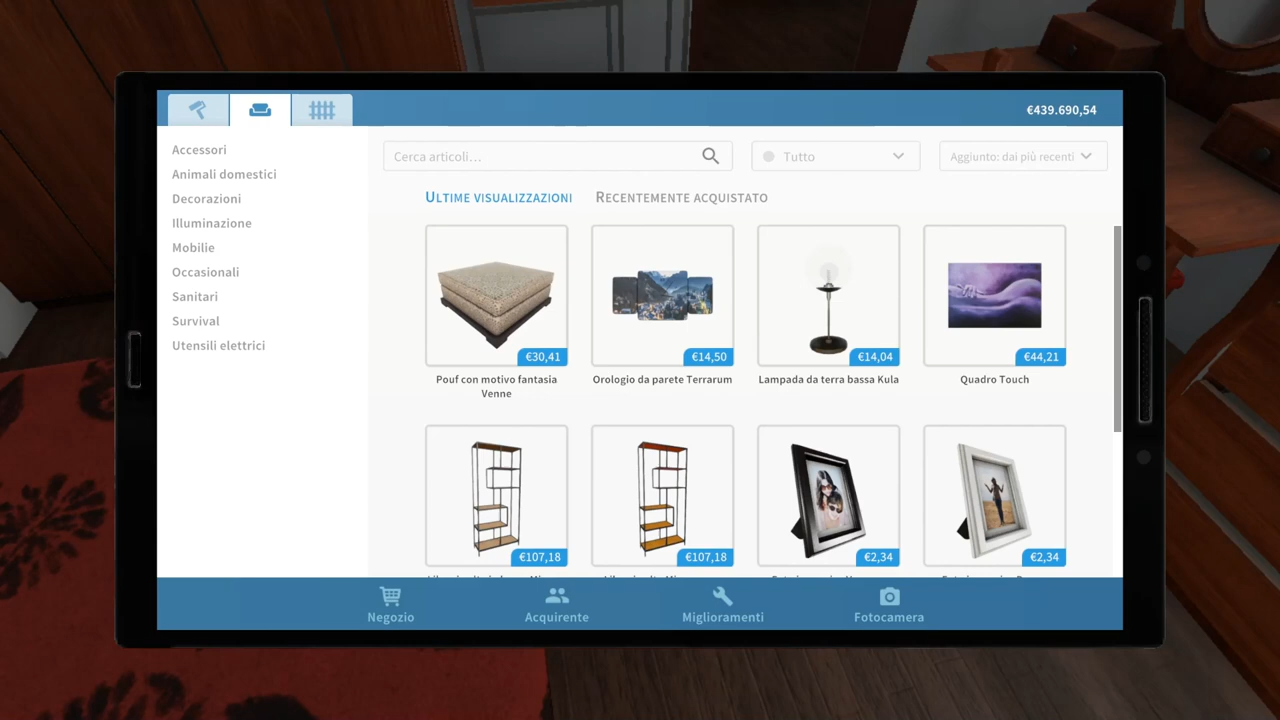 €439.690,54
Accessori
Animali domestici
Decorazioni
Illuminazione
Mobilie
Occasionali
Sanitari
Survival
Utensili elettrici
Cerca articoli...
Tutto
Aggiunto: dai più recenti
Ultime visualizzazioni
Recentemente acquistato
€30,41
Pouf con motivo fantasia
Venne
€14,50
Orologio da parete Terrarum
€14,04
Lampada da terra bassa Kula
€44,21
Quadro Touch
€107,18
€107,18
€2,34
€2,34
Negozio
Acquirente
Miglioramenti
Fotocamera